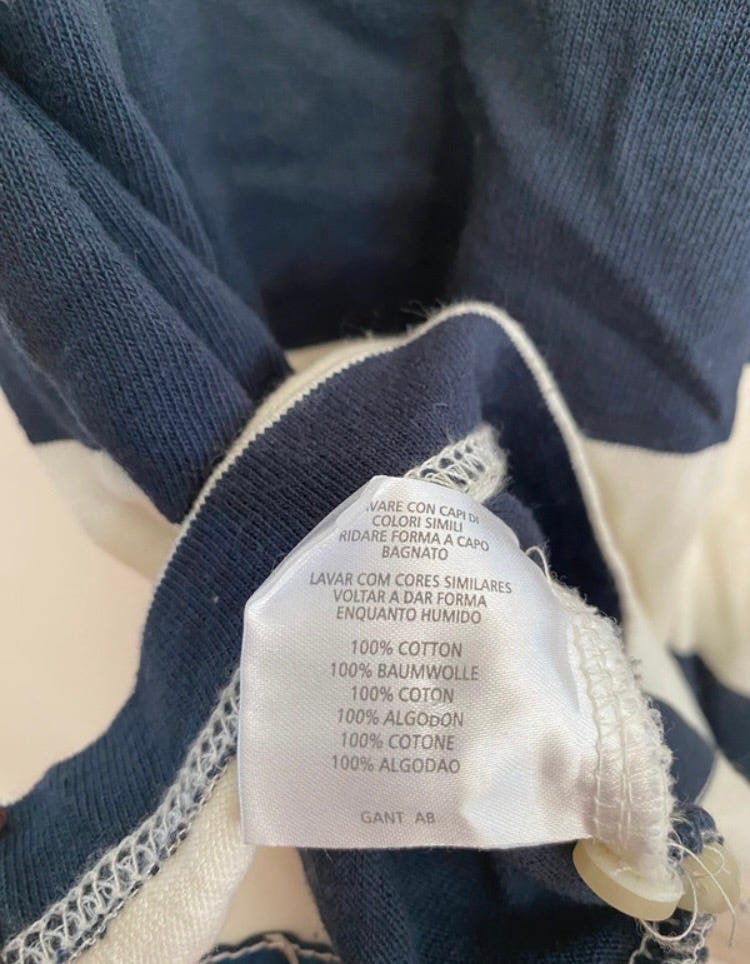 VARE CON CAPI DI
COLORI SIMILI
RIDARE FORMA A CAPO
BAGNATO
LAVAR COM CORES SIMILARES
VOLTAR A DAR FORMA
ENQUANTO HUMIDO
100% COTTON
100% BAUMWOLLE
100% COTON
100% ALGODON
100% COTONE
100% ALGODAO
GANT AB